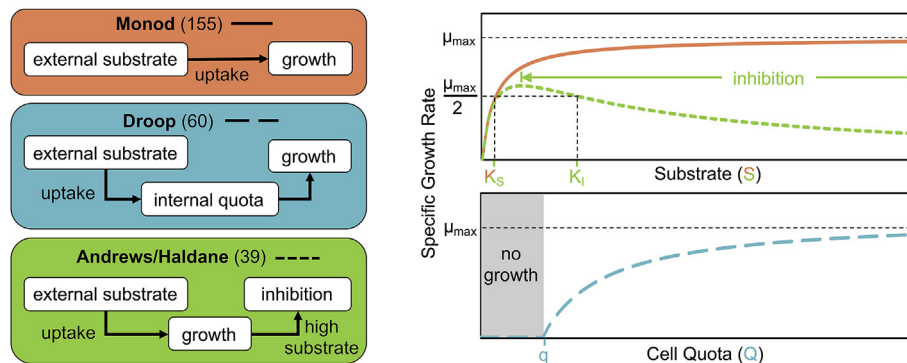 Monod (155)
external substrate
growth
uptake
Droop (60)
external substrate
growth
uptake
internal quota
Andrews/Haldane (39)
external substrate
inhibition
uptake
growth
high
substrate
Specific Growth Rate
μmax
μmax
2
inhibition
KS
KI
Substrate (S)
μmax
no
growth
q
Cell Quota (Q)